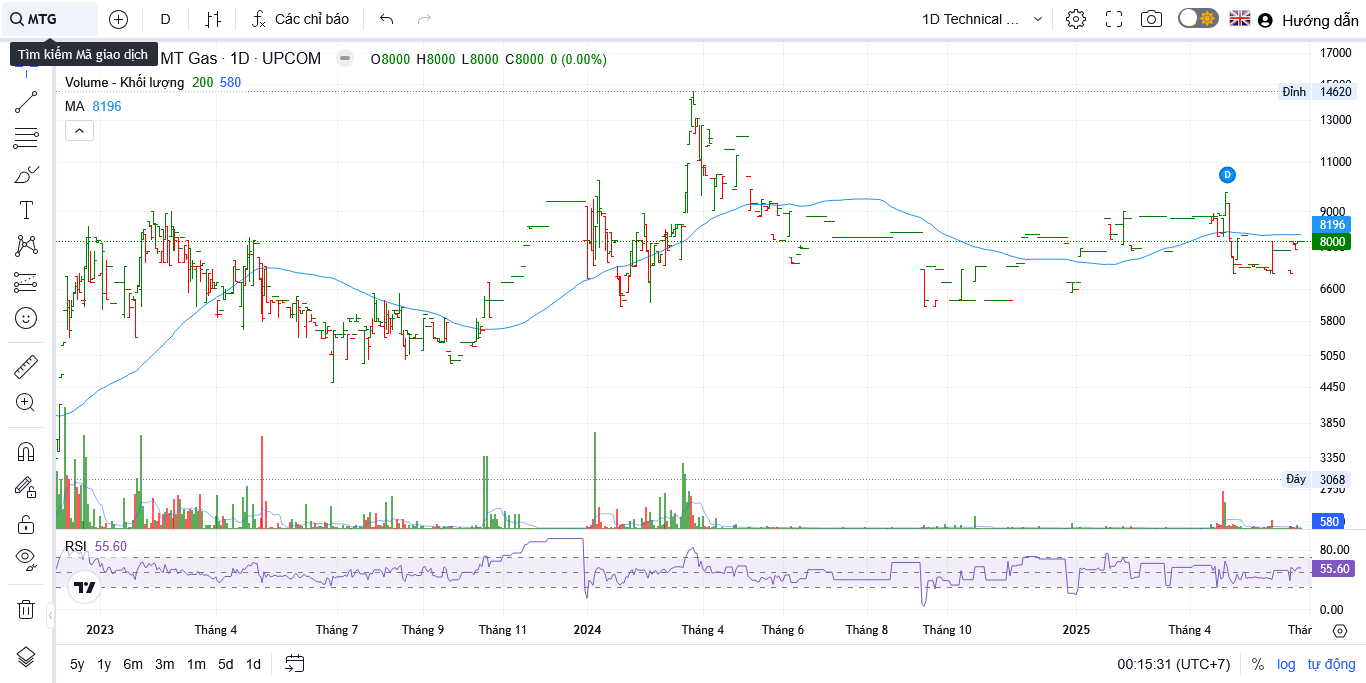 MTG
D
Các chỉ báo
1D Technical ...
Hướng dẫn
Tìm kiếm Mã giao dịch
MT Gas · 1D · UPCOM
O8000 H8000 L8000 C8000 0 (0.00%)
Volume - Khối lượng 200 580
MA 8196
17000
Đỉnh 14620
13000
11000
D
9000
8196
8000
6600
5800
5050
4450
3850
3350
Đáy 3068
2950
580
RSI 55.60
80.00
55.60
0.00
2023 Tháng 4 Tháng 7 Tháng 9 Tháng 11 2024 Tháng 4 Tháng 6 Tháng 8 Tháng 10 2025 Tháng 4 Thár
5y 1y 6m 3m 1m 5d 1d
00:15:31 (UTC+7) % log tự động